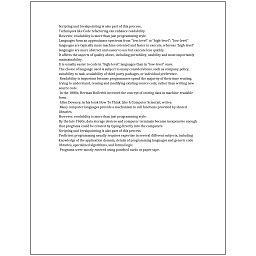 Scripting and breakpointing is also part of this process.
Techniques like Code refactoring can enhance readability.
However, readability is more than just programming style.
Languages form an approximate spectrum from "low-level" to "high-level"; "low-level"
languages are typically more machine-oriented and faster to execute, whereas "high-level"
languages are more abstract and easier to use but execute less quickly.
It affects the aspects of quality above, including portability, usability and most importantly
maintainability.
It is usually easier to code in "high-level" languages than in "low-level" ones.
The choice of language used is subject to many considerations, such as company policy,
suitability to task, availability of third-party packages, or individual preference.
Readability is important because programmers spend the majority of their time reading,
trying to understand, reusing and modifying existing source code, rather than writing new
source code.
In the 1880s, Herman Hollerith invented the concept of storing data in machine-readable
form.
Allen Downey, in his book How To Think Like A Computer Scientist, writes:
Many computer languages provide a mechanism to call functions provided by shared
libraries.
However, readability is more than just programming style.
By the late 1960s, data storage devices and computer terminals became inexpensive enough
that programs could be created by typing directly into the computers.
Scripting and breakpointing is also part of this process.
Proficient programming usually requires expertise in several different subjects, including
knowledge of the application domain, details of programming languages and generic code
libraries, specialized algorithms, and formal logic.
Programs were mostly entered using punched cards or paper tape.